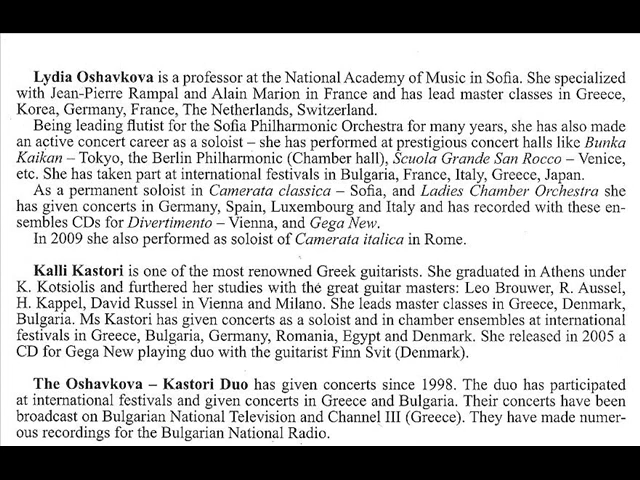 Lydia Oshavkova is a professor at the National Academy of Music in Sofia. She specialized
with Jean-Pierre Rampal and Alain Marion in France and has lead master classes in Greece,
Korea, Germany, France, The Netherlands, Switzerland.
Being leading flutist for the Sofia Philharmonic Orchestra for many years, she has also made
an active concert career as a soloist – she has performed at prestigious concert halls like Bunka
Kaikan – Tokyo, the Berlin Philharmonic (Chamber hall), Scuola Grande San Rocco – Venice,
etc. She has taken part at international festivals in Bulgaria, France, Italy, Greece, Japan.
As a permanent soloist in Camerata classica – Sofia, and Ladies Chamber Orchestra she
has given concerts in Germany, Spain, Luxembourg and Italy and has recorded with these en-
sembles CDs for Divertimento – Vienna, and Gega New.
In 2009 she also performed as soloist of Camerata italica in Rome.
Kalli Kastori is one of the most renowned Greek guitarists. She graduated in Athens under
K. Kotsiolis and furthered her studies with the great guitar masters: Leo Brouwer, R. Aussel,
H. Kappel, David Russel in Vienna and Milano. She leads master classes in Greece, Denmark,
Bulgaria. Ms Kastori has given concerts as a soloist and in chamber ensembles at international
festivals in Greece, Bulgaria, Germany, Romania, Egypt and Denmark. She released in 2005 a
CD for Gega New playing duo with the guitarist Finn Svit (Denmark).
The Oshavkova – Kastori Duo has given concerts since 1998. The duo has participated
at international festivals and given concerts in Greece and Bulgaria. Their concerts have been
broadcast on Bulgarian National Television and Channel III (Greece). They have made numer-
ous recordings for the Bulgarian National Radio.